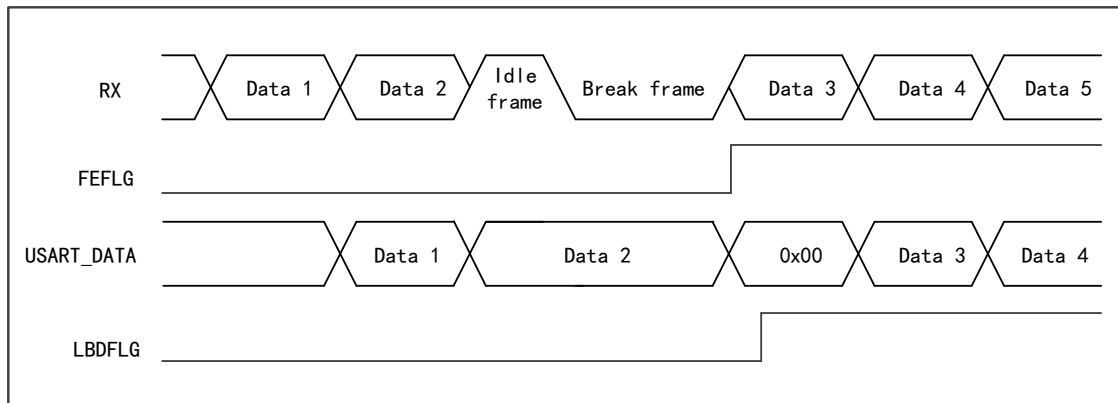 RX Data 1 Data 2 Idle frame Break frame Data 3 Data 4 Data 5
FEFLG
USART_DATA Data 1 Data 2 0x00 Data 3 Data 4
LBDFLG